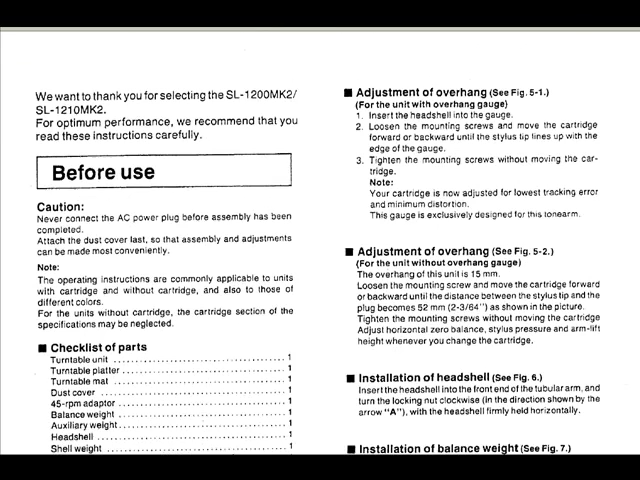 We want to thank you for selecting the SL-1200MK2/
SL-1210MK2.
For optimum performance, we recommend that you
read these instructions carefully.
Before use
Caution:
Never connect the AC power plug before assembly has been
completed.
Attach the dust cover last, so that assembly and adjustments
can be made most conveniently.
Note:
The operating instructions are commonly applicable to units
with cartridge and without cartridge, and also to those of
different colors.
For the units without cartridge, the cartridge section of the
specifications may be neglected.
■ Checklist of parts
Turntable unit ........................................ 1
Turntable platter ..................................... 1
Turntable mat ........................................ 1
Dust cover ........................................... 1
45-rpm adaptor ....................................... 1
Balance weight ....................................... 1
Auxiliary weight ...................................... 1
Headshell ............................................ 1
Shell weight ......................................... 1
■ Adjustment of overhang (See Fig. 5-1.)
(For the unit with overhang gauge)
1. Insert the headshell into the gauge.
2. Loosen the mounting screws and move the cartridge
forward or backward until the stylus tip lines up with the
edge of the gauge.
3. Tighten the mounting screws without moving the car-
tridge.
Note:
Your cartridge is now adjusted for lowest tracking error
and minimum distortion.
This gauge is exclusively designed for this tonearm.
■ Adjustment of overhang (See Fig. 5-2.)
(For the unit without overhang gauge)
The overhang of this unit is 15 mm.
Loosen the mounting screw and move the cartridge forward
or backward until the distance between the stylus tip and the
plug becomes 52 mm (2-3/64") as shown in the picture.
Tighten the mounting screws without moving the cartridge
Adjust horizontal zero balance, stylus pressure and arm-lift
height whenever you change the cartridge.
■ Installation of headshell (See Fig. 6.)
Insert the headshell into the front end of the tubular arm, and
turn the locking nut clockwise (in the direction shown by the
arrow "A"), with the headshell firmly held horizontally.
■ Installation of balance weight (See Fig. 7.)